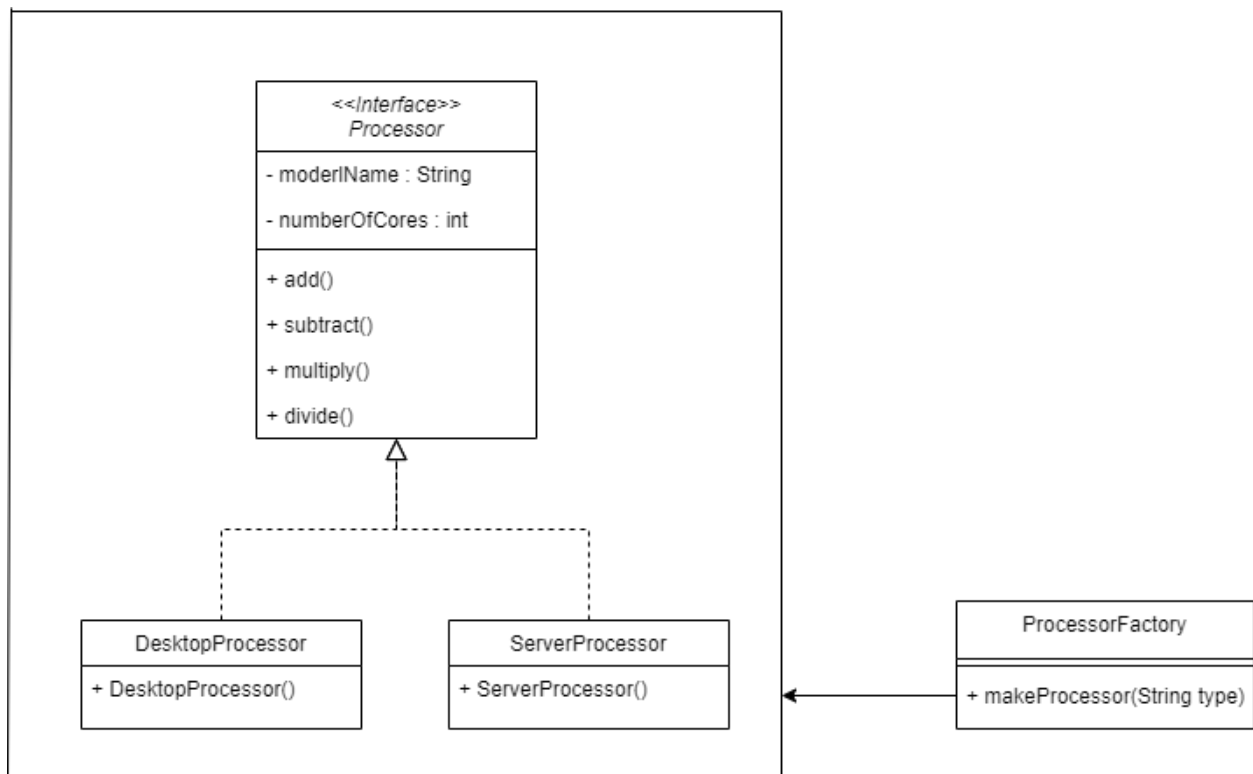 <<Interface>>
Processor
- moderlName : String
- numberOfCores : int
+ add()
+ subtract()
+ multiply()
+ divide()
DesktopProcessor
+ DesktopProcessor()
ServerProcessor
+ ServerProcessor()
ProcessorFactory
+ makeProcessor(String type)